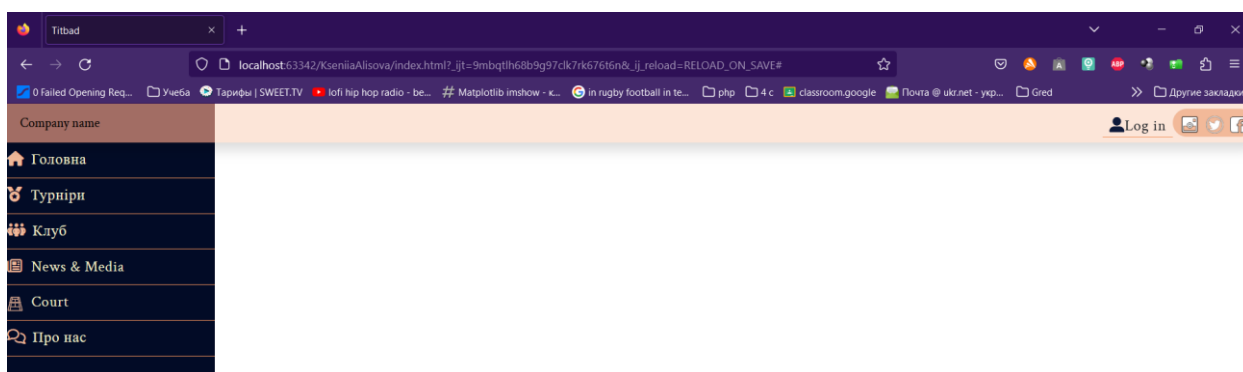 Titbad
localhost:63342/KseniiaAlisova/index.html?_ijt=9mbqtlh68b9g97clk7rk676t6n&_ij_reload=RELOAD_ON_SAVE#
0 Failed Opening Req... Учеба Тарифы | SWEET.TV lofi hip hop radio - be... Matplotlib imshow - к... in rugby football in te... php 4 с classroom.google Почта @ ukr.net - укр... Gred Другие закладки
Company name Log in
Головна
Турніри
Клуб
News & Media
Court
Про нас